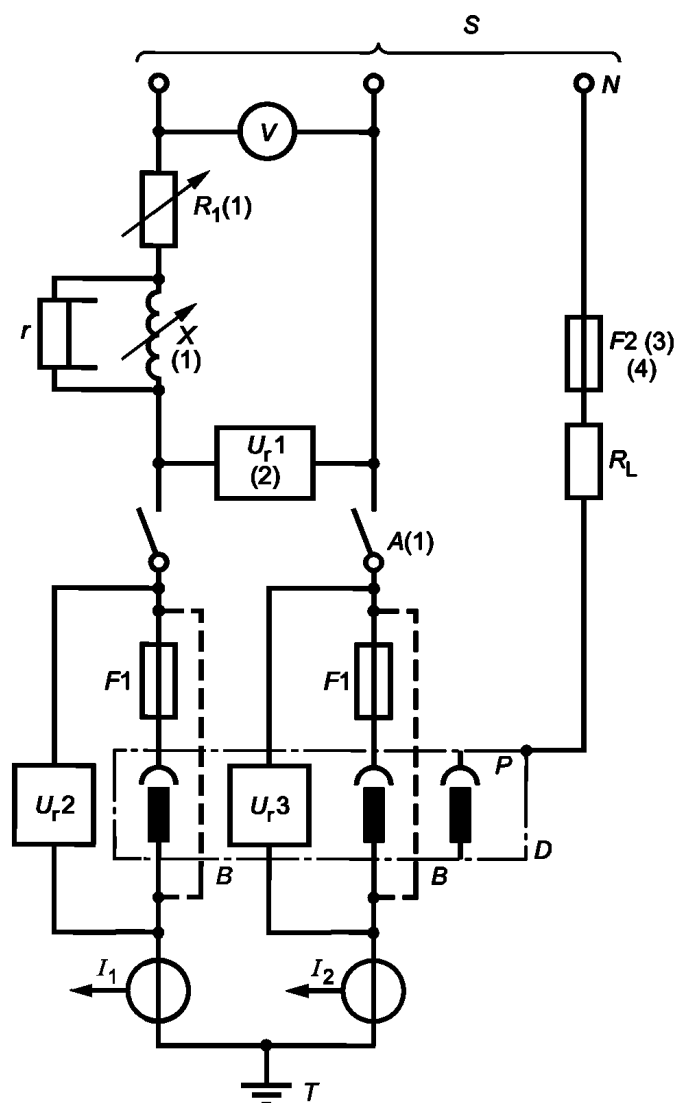 S
N
V
R1(1)
r
X
(1)
F2 (3)
(4)
Ur1
(2)
RL
A(1)
F1
F1
P
Ur2
Ur3
B
B
D
I1
I2
T